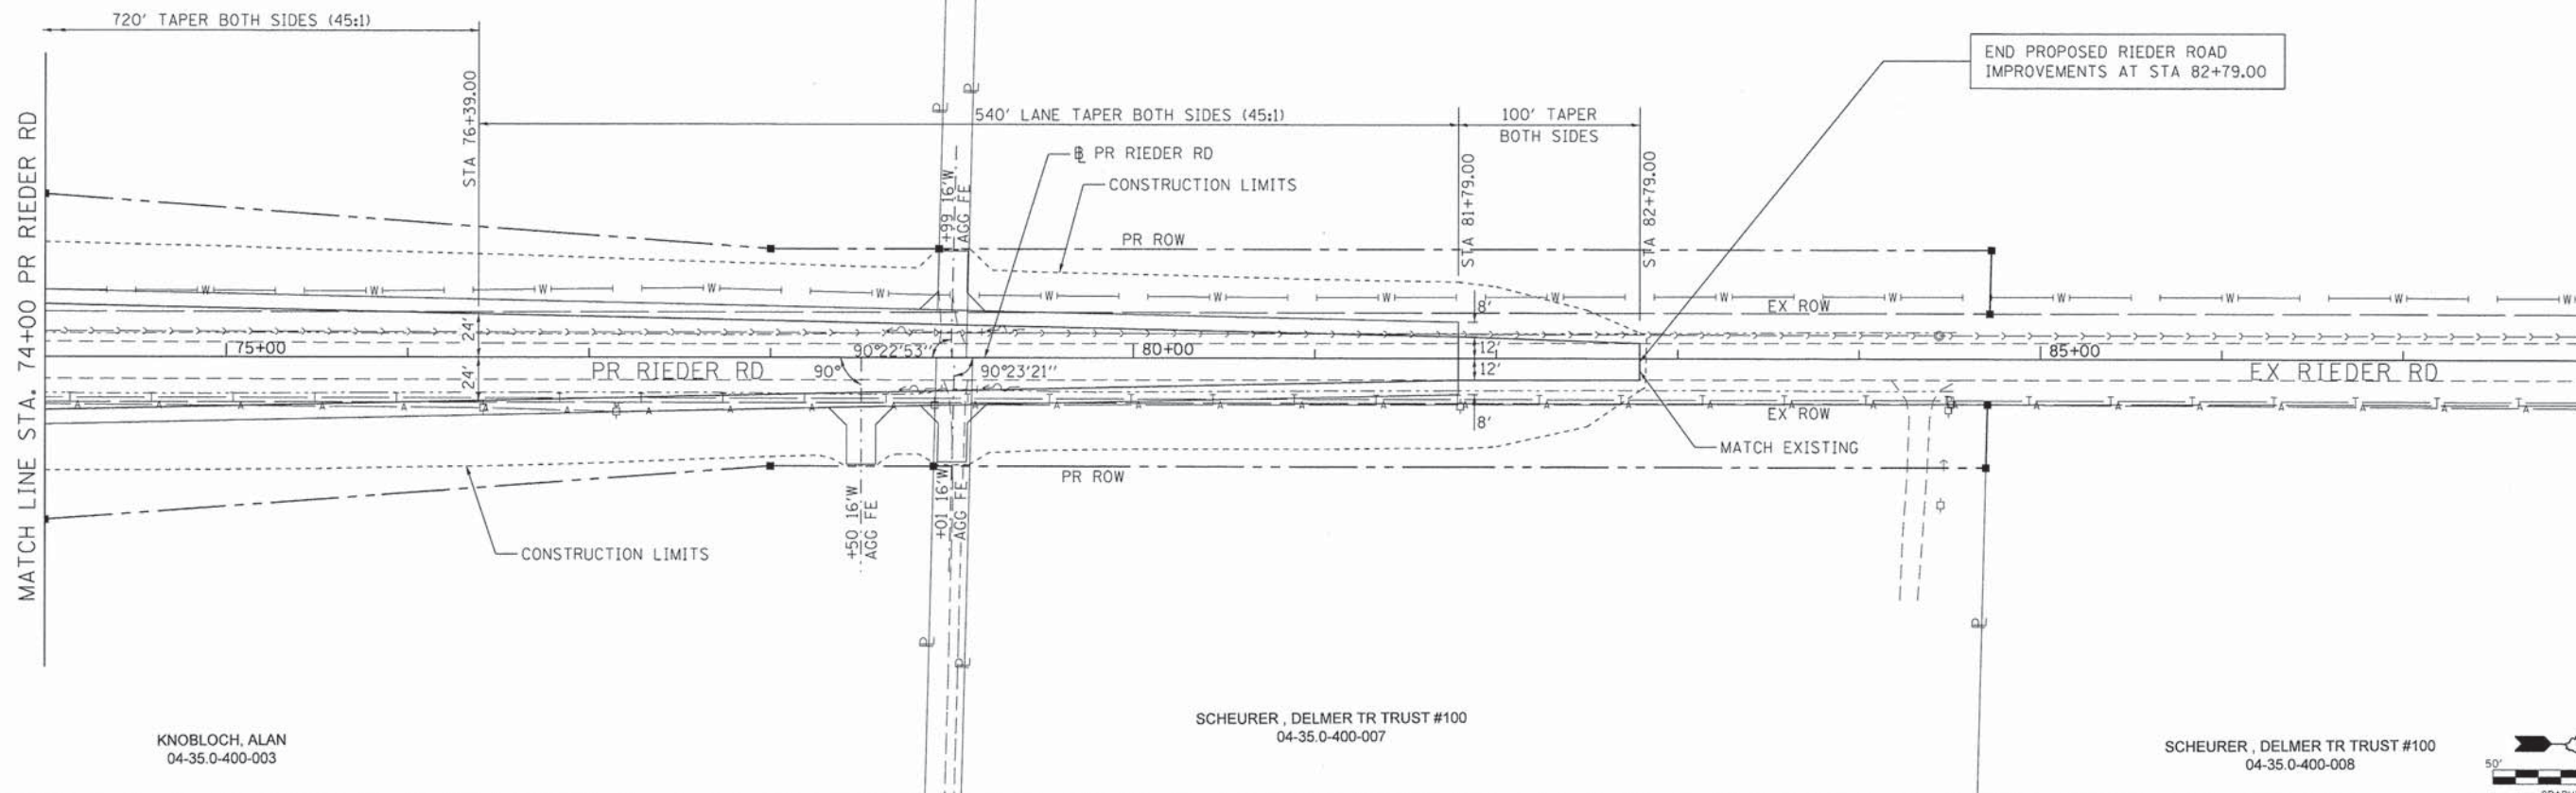 720' TAPER BOTH SIDES (45:1)
MATCH LINE STA. 74+00 PR RIEDER RD
STA 76+39.00
540' LANE TAPER BOTH SIDES (45:1)
100' TAPER
BOTH SIDES
END PROPOSED RIEDER ROAD
IMPROVEMENTS AT STA 82+79.00
PR RIEDER RD
CONSTRUCTION LIMITS
+99 16'W
AGG FE
STA 81+79.00
STA 82+79.00
PR ROW
EX ROW
8'
24'
24'
75+00
90°22'53"
80+00
12'
12'
85+00
PR RIEDER RD
90°
90°23'21"
EX RIEDER RD
8'
EX ROW
MATCH EXISTING
PR ROW
+50 16'W
AGG FE
+01 16'W
AGG FE
CONSTRUCTION LIMITS
KNOBLOCH, ALAN
04-35.0-400-003
SCHEURER , DELMER TR TRUST #100
04-35.0-400-007
SCHEURER , DELMER TR TRUST #100
04-35.0-400-008
50'